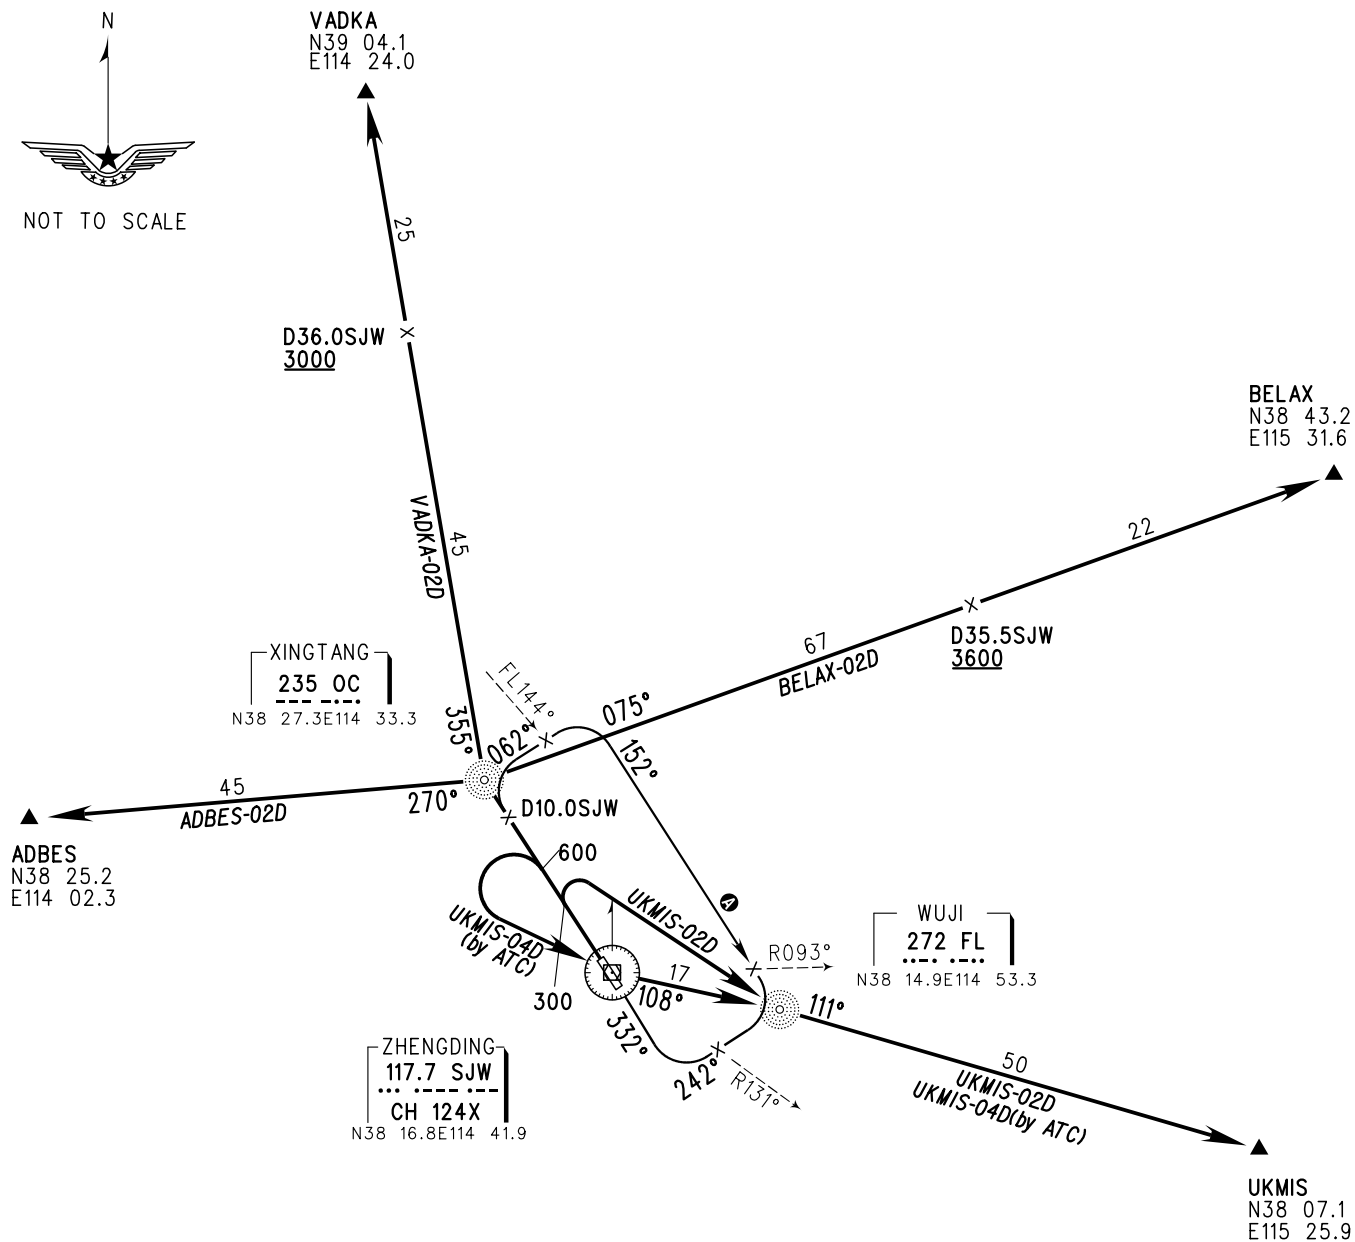 N
NOT TO SCALE
VADKA
N39 04.1
E114 24.0
25
D36.0SJW
3000
VADKA-02D
45
BELAX
N38 43.2
E115 31.6
22
D35.5SJW
3600
67
BELAX-02D
XINGTANG
235 OC
N38 27.3E114 33.3
FL144°
355°
062°
075°
152°
45
ADBES-02D
270°
D10.0SJW
ADBES
N38 25.2
E114 02.3
600
UKMIS-02D
UKMIS-04D
(by ATC)
A
WUJI
272 FL
N38 14.9E114 53.3
R093°
17
300
108°
111°
332°
242°
R131°
ZHENGDING
117.7 SJW
CH 124X
N38 16.8E114 41.9
50
UKMIS-02D
UKMIS-04D(by ATC)
UKMIS
N38 07.1
E115 25.9